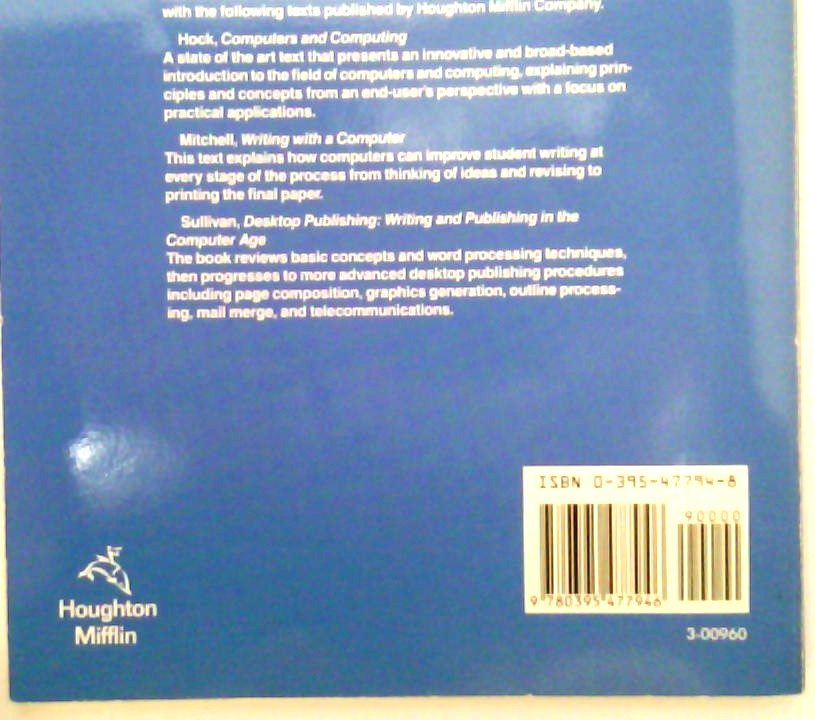 with the following texts published by Houghton Mifflin Company.
Hock, Computers and Computing
A state of the art text that presents an innovative and broad-based
introduction to the field of computers and computing, explaining prin-
ciples and concepts from an end-user's perspective with a focus on
practical applications.
Mitchell, Writing with a Computer
This text explains how computers can improve student writing at
every stage of the process from thinking of ideas and revising to
printing the final paper.
Sullivan, Desktop Publishing: Writing and Publishing in the
Computer Age
The book reviews basic concepts and word processing techniques,
then progresses to more advanced desktop publishing procedures
including page composition, graphics generation, outline process-
ing, mail merge, and telecommunications.
ISBN 0-395-47794-8
90000
9 780395 477946
Houghton
Mifflin
3-00960